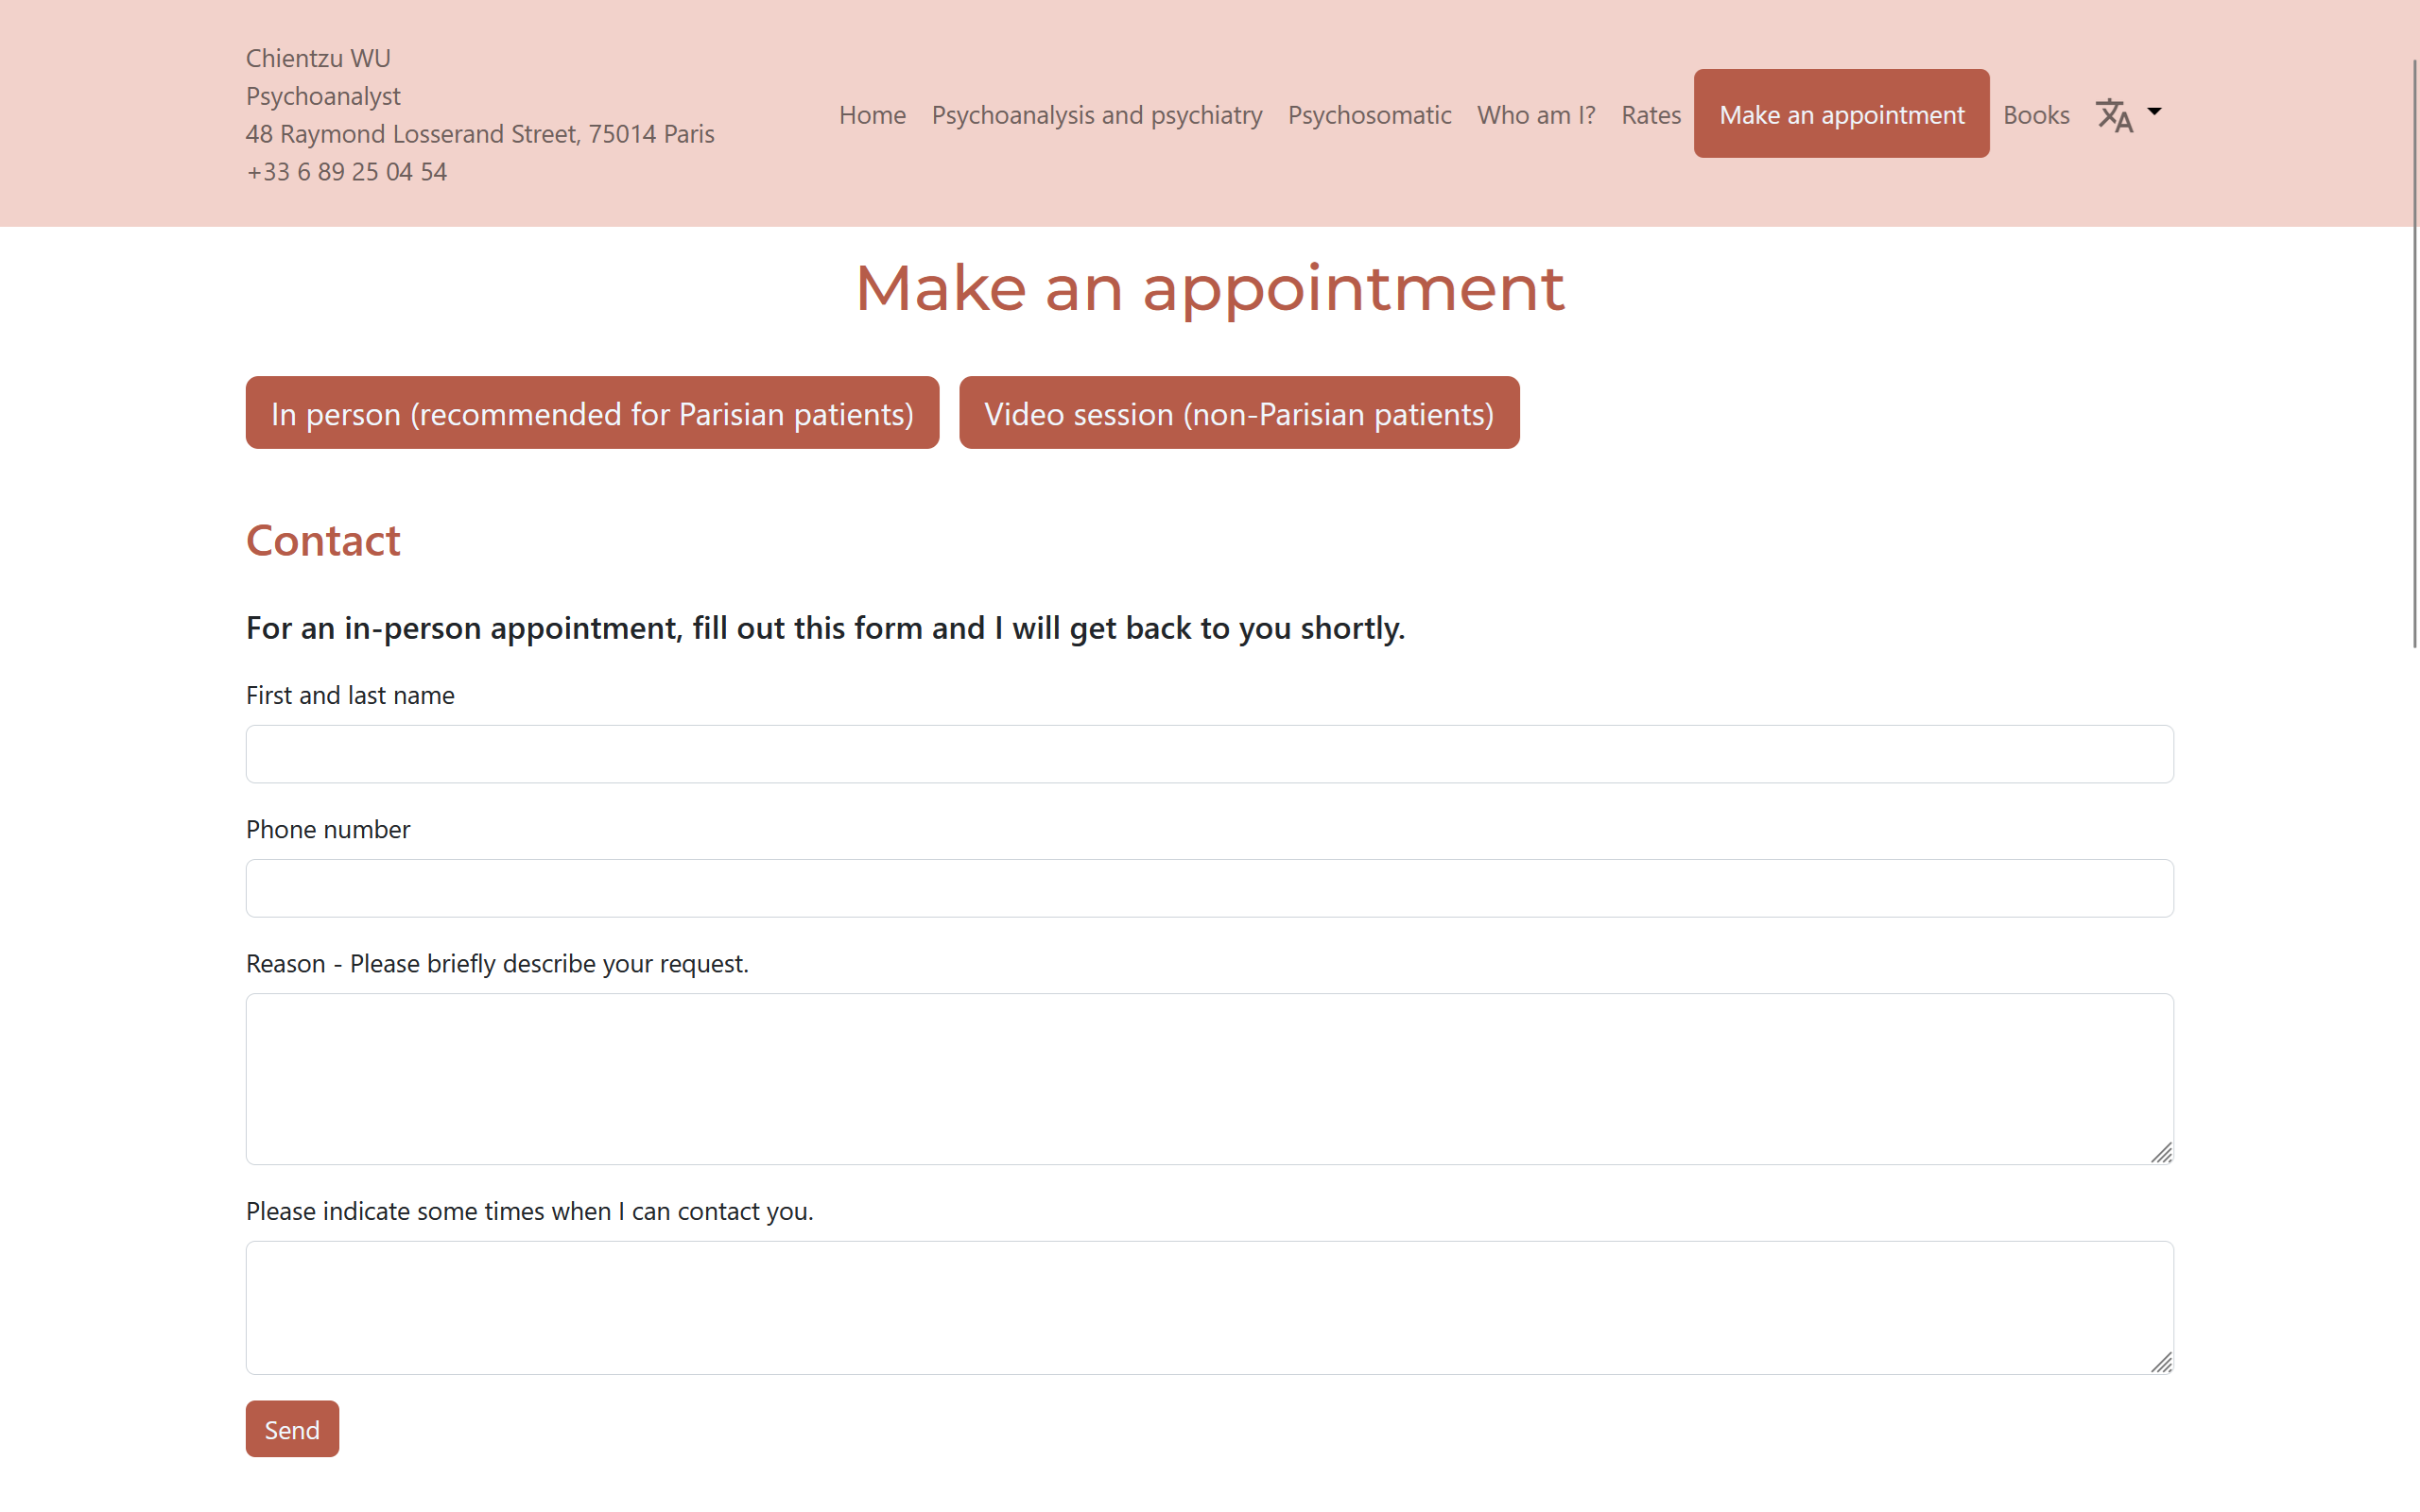 Chientzu WU
Psychoanalyst
48 Raymond Losserand Street, 75014 Paris
+33 6 89 25 04 54
Home Psychoanalysis and psychiatry Psychosomatic Who am I? Rates Make an appointment Books
Make an appointment
In person (recommended for Parisian patients) Video session (non-Parisian patients)
Contact
For an in-person appointment, fill out this form and I will get back to you shortly.
First and last name
Phone number
Reason - Please briefly describe your request.
Please indicate some times when I can contact you.
Send